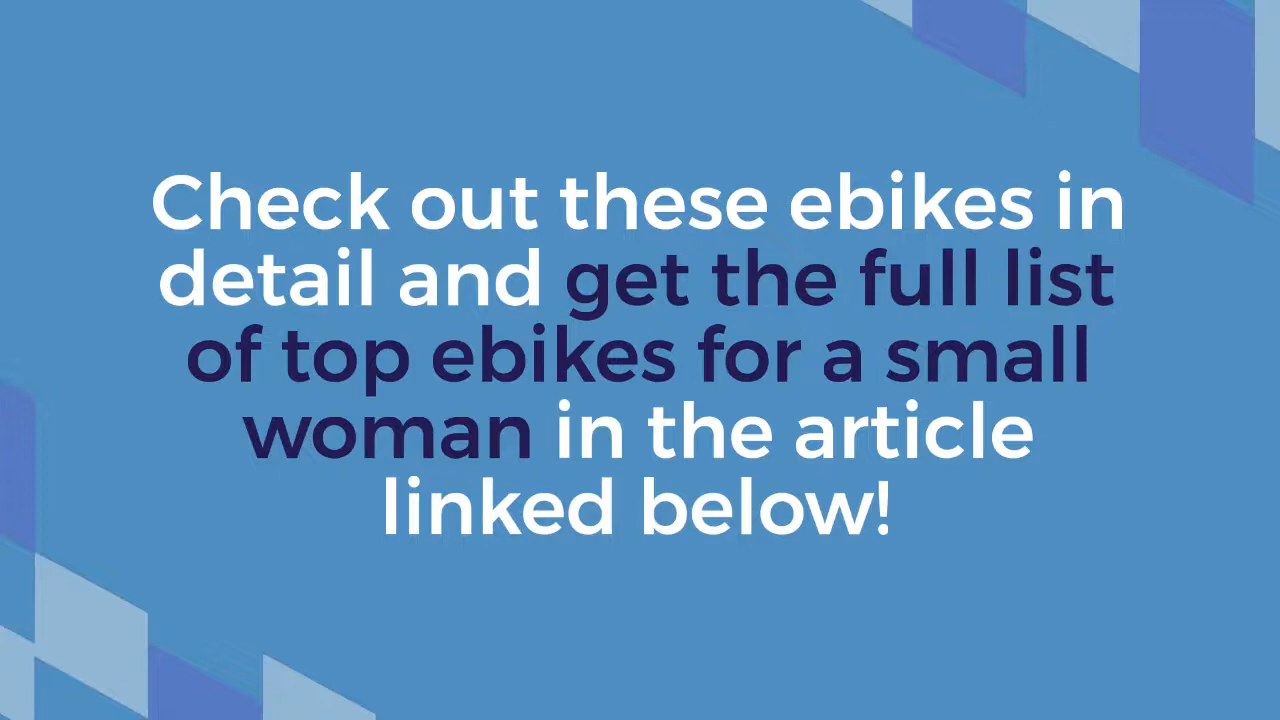 Check out these ebikes in
detail and get the full list
of top ebikes for a small
woman in the article
linked below!